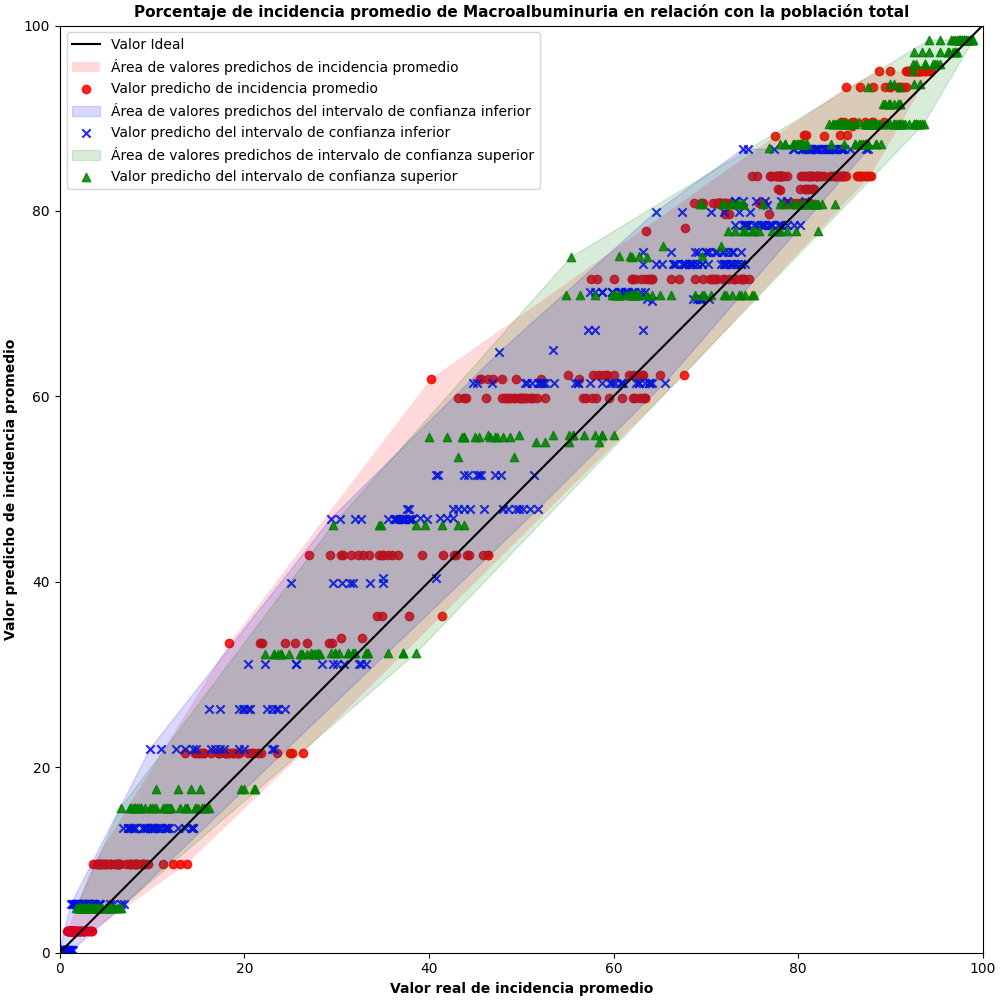 Porcentaje de incidencia promedio de Macroalbuminuria en relación con la población total
Valor Ideal
Área de valores predichos de incidencia promedio
Valor predicho de incidencia promedio
Área de valores predichos del intervalo de confianza inferior
Valor predicho del intervalo de confianza inferior
Área de valores predichos de intervalo de confianza superior
Valor predicho del intervalo de confianza superior
Valor predicho de incidencia promedio
100
80
60
40
20
0
0 20 40 60 80 100
Valor real de incidencia promedio